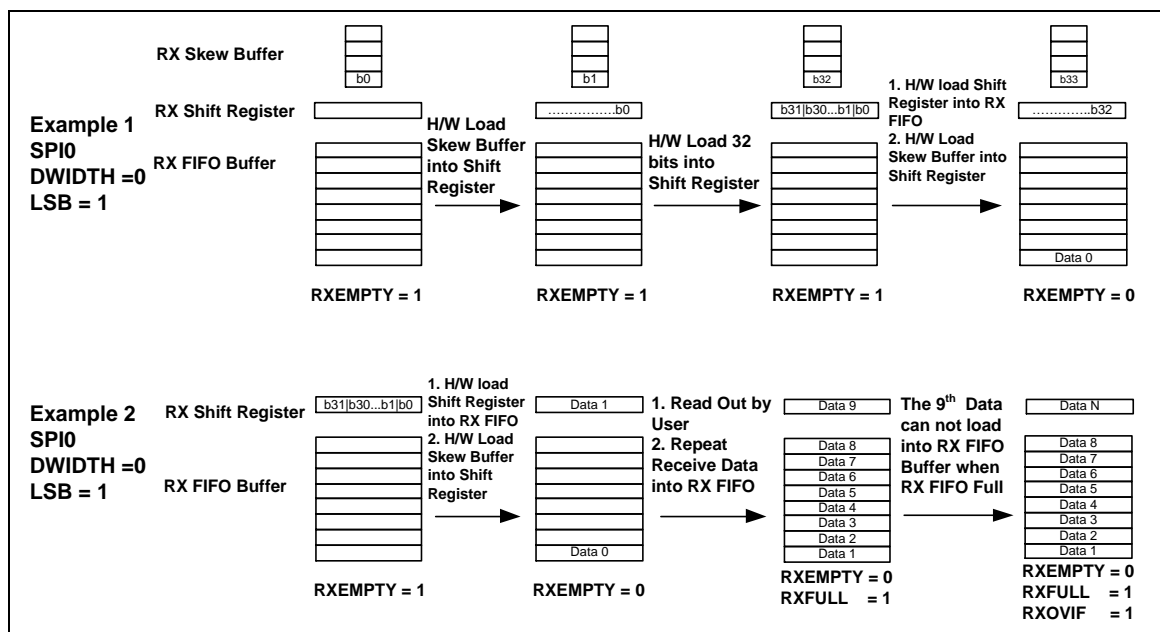 RX Skew Buffer
b0
b1
b32
b33
Example 1
SPI0
DWIDTH =0
LSB = 1
RX Shift Register
……………..b0
b31|b30...b1|b0
…………..b32
RX FIFO Buffer
H/W Load
Skew Buffer
into Shift
Register
H/W Load 32
bits into
Shift Register
1. H/W load Shift
Register into RX
FIFO
2. H/W Load
Skew Buffer into
Shift Register
Data 0
RXEMPTY = 1
RXEMPTY = 1
RXEMPTY = 1
RXEMPTY = 0
Example 2
SPI0
DWIDTH =0
LSB = 1
RX Shift Register
b31|b30...b1|b0
Data 1
Data 9
Data N
RX FIFO Buffer
1. H/W load
Shift Register
into RX FIFO
2. H/W Load
Skew Buffer
into Shift
Register
Data 0
1. Read Out by
User
2. Repeat
Receive Data
into RX FIFO
Data 8
Data 7
Data 6
Data 5
Data 4
Data 3
Data 2
Data 1
The 9th Data
can not load
into RX FIFO
Buffer when
RX FIFO Full
Data 8
Data 7
Data 6
Data 5
Data 4
Data 3
Data 2
Data 1
RXEMPTY = 1
RXEMPTY = 0
RXEMPTY = 0
RXFULL = 1
RXEMPTY = 0
RXFULL = 1
RXOVIF = 1